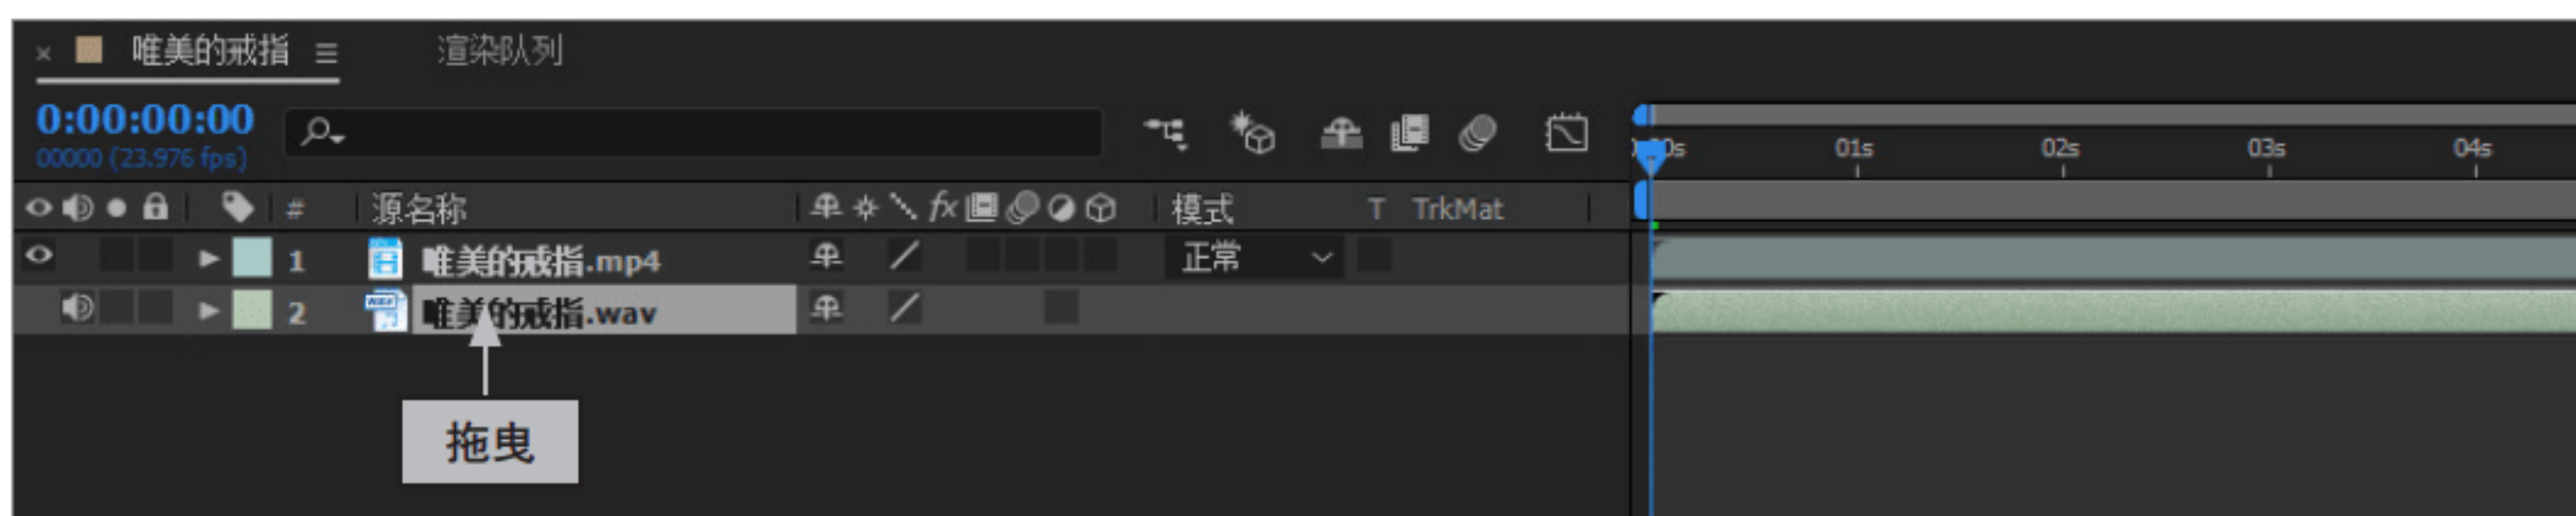 唯美的戒指 渲染队列
0:00:00:00
00000 (23.976 fps)
01s 02s 03s 04s
# 源名称 fx 模式 T TrkMat
1 唯美的戒指.mp4 正常
2 唯美的戒指.wav
拖曳